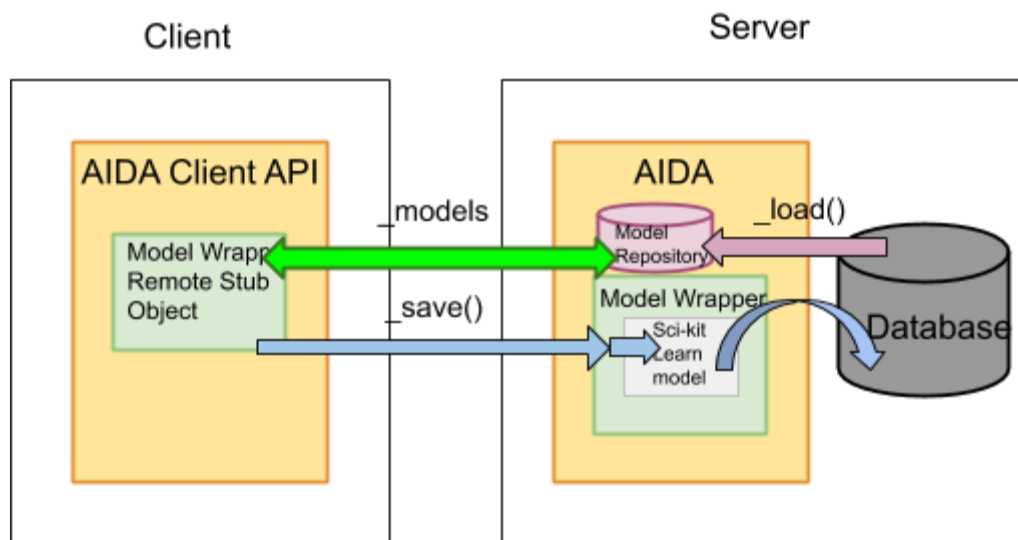 Client
Server
AIDA Client API
AIDA
_models
_load()
Model Wrapp
Remote Stub
Object
Model
Repository
_save()
Model Wrapper
Sci-kit
Learn
model
Database